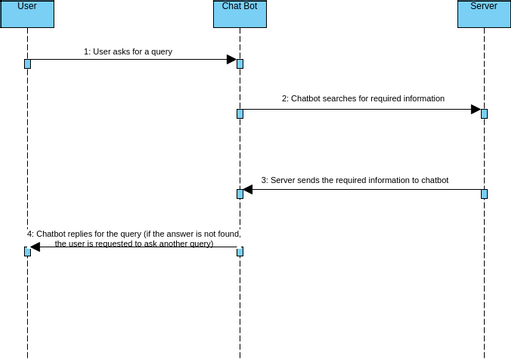 User
Chat Bot
Server
1: User asks for a query
2: Chatbot searches for required information
3: Server sends the required information to chatbot
4: Chatbot replies for the query (if the answer is not found,
the user is requested to ask another query)